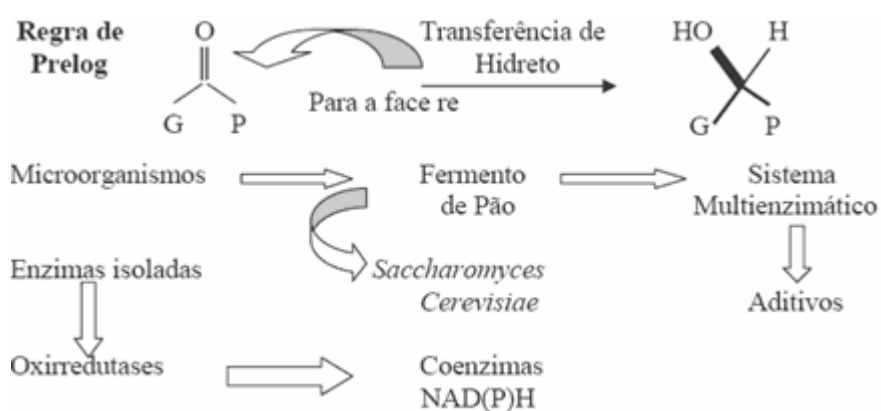 Regra de
Prelog
O
G
P
Transferência de
Hidreto
Para a face re
HO
H
G
P
Microorganismos
Fermento
de Pão
Sistema
Multienzimático
Enzimas isoladas
Saccharomyces
Cerevisiae
Aditivos
Oxirredutases
Coenzimas
NAD(P)H